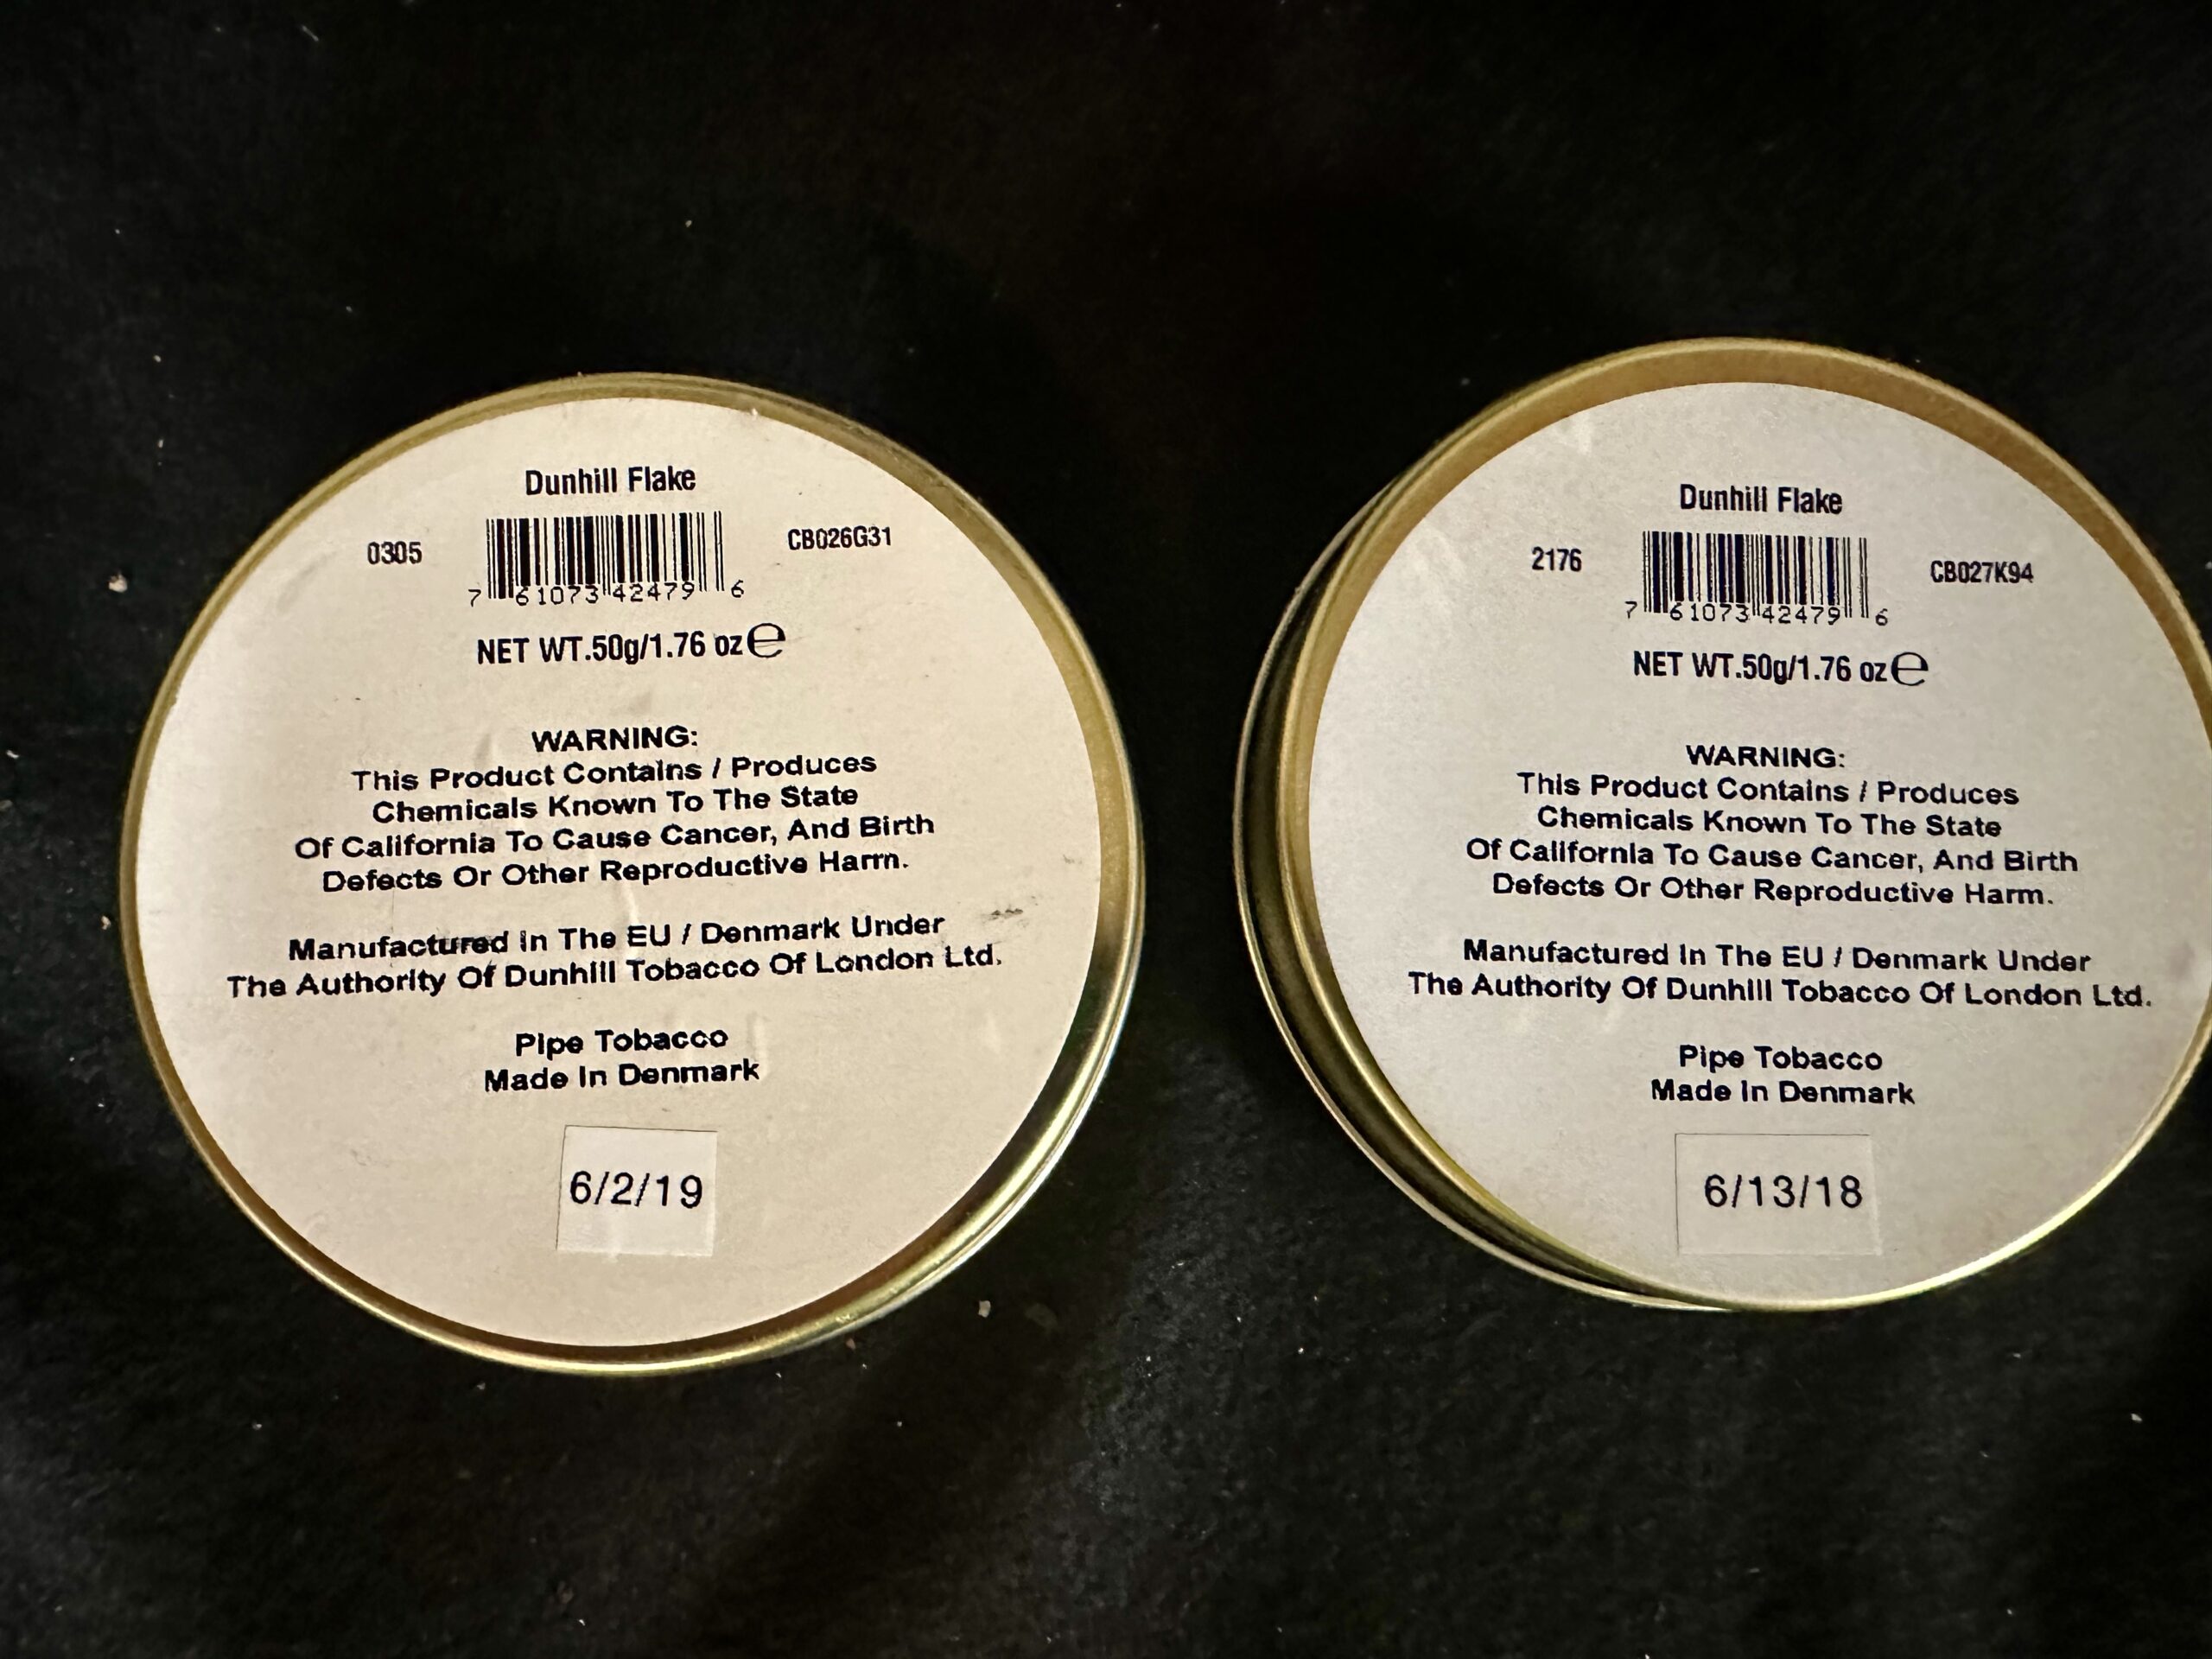 Dunhill Flake
0305
CB026G31
7 61073 42479 6
NET WT.50g/1.76 oz e
WARNING:
This Product Contains / Produces
Chemicals Known To The State
Of California To Cause Cancer, And Birth
Defects Or Other Reproductive Harm.
Manufactured In The EU / Denmark Under
The Authority Of Dunhill Tobacco Of London Ltd.
Pipe Tobacco
Made In Denmark
6/2/19
Dunhill Flake
2176
CB027K94
7 61073 42479 6
NET WT.50g/1.76 oz e
WARNING:
This Product Contains / Produces
Chemicals Known To The State
Of California To Cause Cancer, And Birth
Defects Or Other Reproductive Harm.
Manufactured In The EU / Denmark Under
The Authority Of Dunhill Tobacco Of London Ltd.
Pipe Tobacco
Made In Denmark
6/13/18